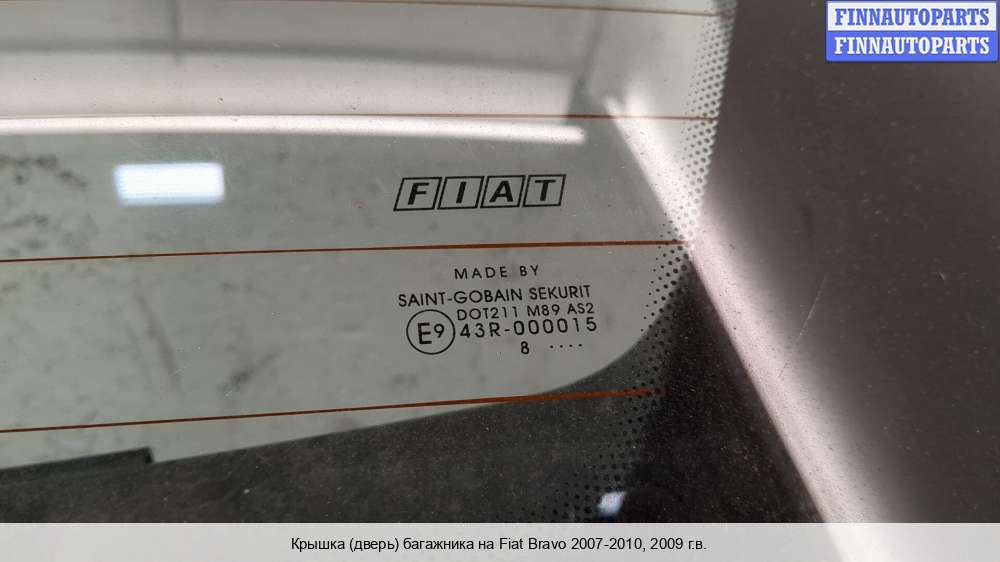 FINNAUTOPARTS
FINNAUTOPARTS
FIAT
MADE BY
SAINT-GOBAIN SEKURIT
DOT211 M89 AS2
E9 43R-000015
8 ....
Крышка (дверь) багажника на Fiat Bravo 2007-2010, 2009 г.в.